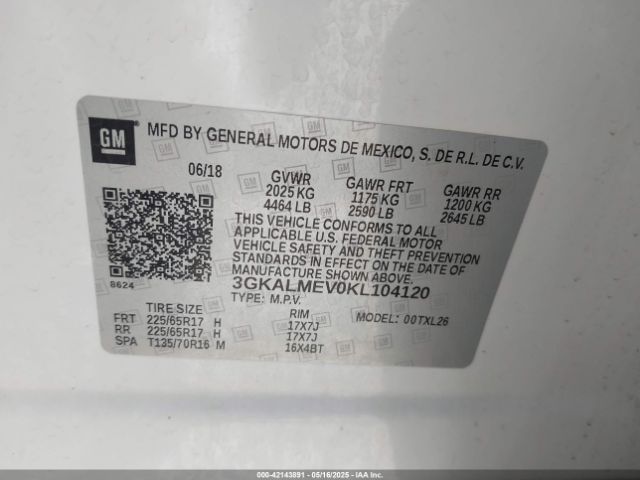 GM
MFD BY GENERAL MOTORS DE MEXICO, S. DE R.L. DE C.V.
06/18 GVWR GAWR FRT GAWR RR
2025 KG 1175 KG 1200 KG
4464 LB 2590 LB 2645 LB
THIS VEHICLE CONFORMS TO ALL
APPLICABLE U.S. FEDERAL MOTOR
VEHICLE SAFETY AND THEFT PREVENTION
STANDARDS IN EFFECT ON THE DATE OF
MANUFACTURE SHOWN ABOVE.
8624 3GKALMEV0KL104120
TYPE: M.P.V.
TIRE SIZE RIM MODEL: 00TXL26
FRT 225/65R17 H 17X7J
RR 225/65R17 H 17X7J
SPA T135/70R16 M 16X4BT
000-42143891 - 05/16/2025 - IAA, LLC